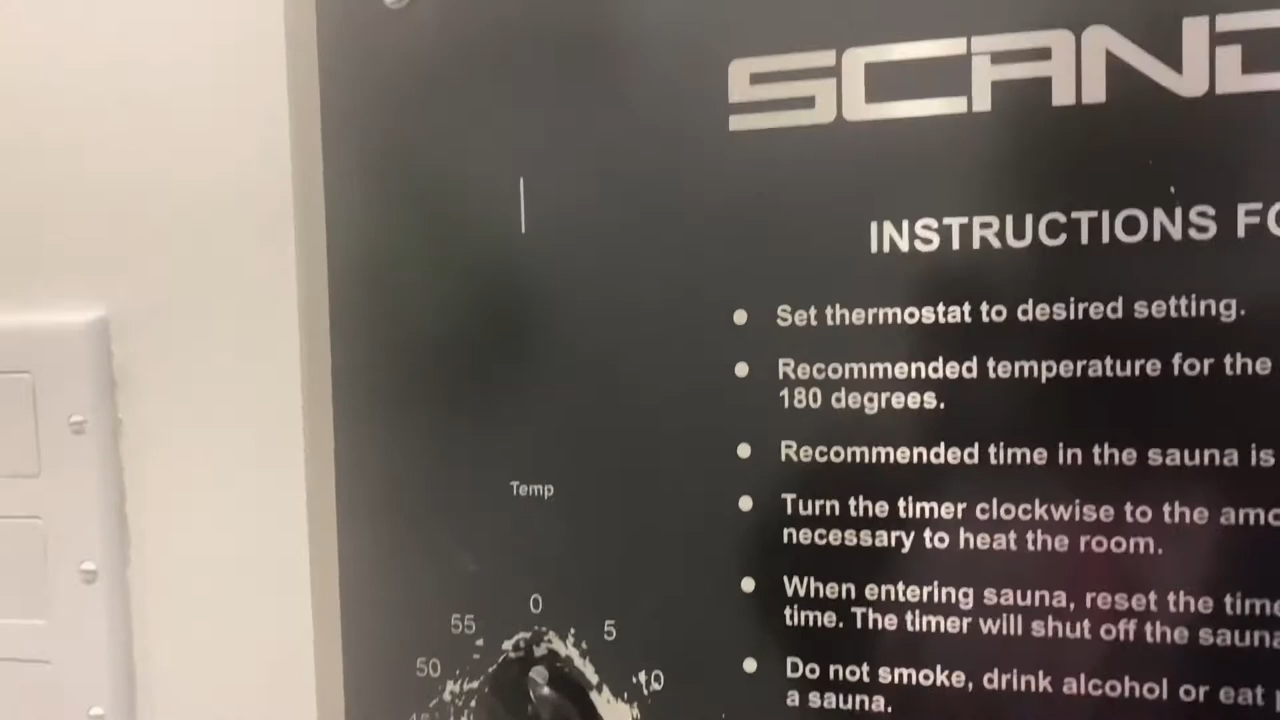 SCAND
INSTRUCTIONS FO
Set thermostat to desired setting.
Recommended temperature for the
180 degrees.
Recommended time in the sauna is
Turn the timer clockwise to the amo
necessary to heat the room.
When entering sauna, reset the time
time. The timer will shut off the sauna
Do not smoke, drink alcohol or eat
a sauna.
Temp
0
55
5
50
10